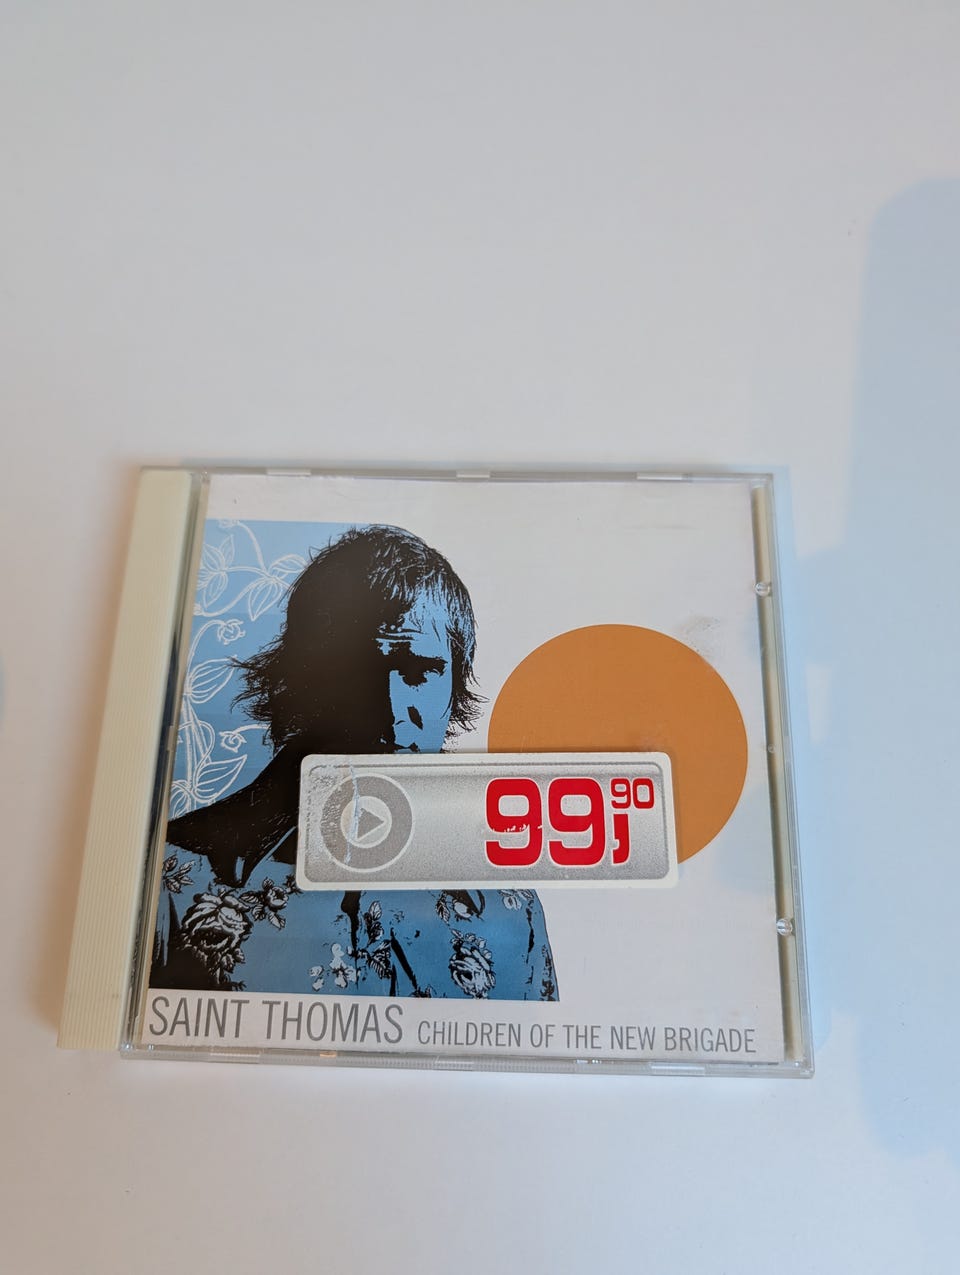 99,90
SAINT THOMAS CHILDREN OF THE NEW BRIGADE